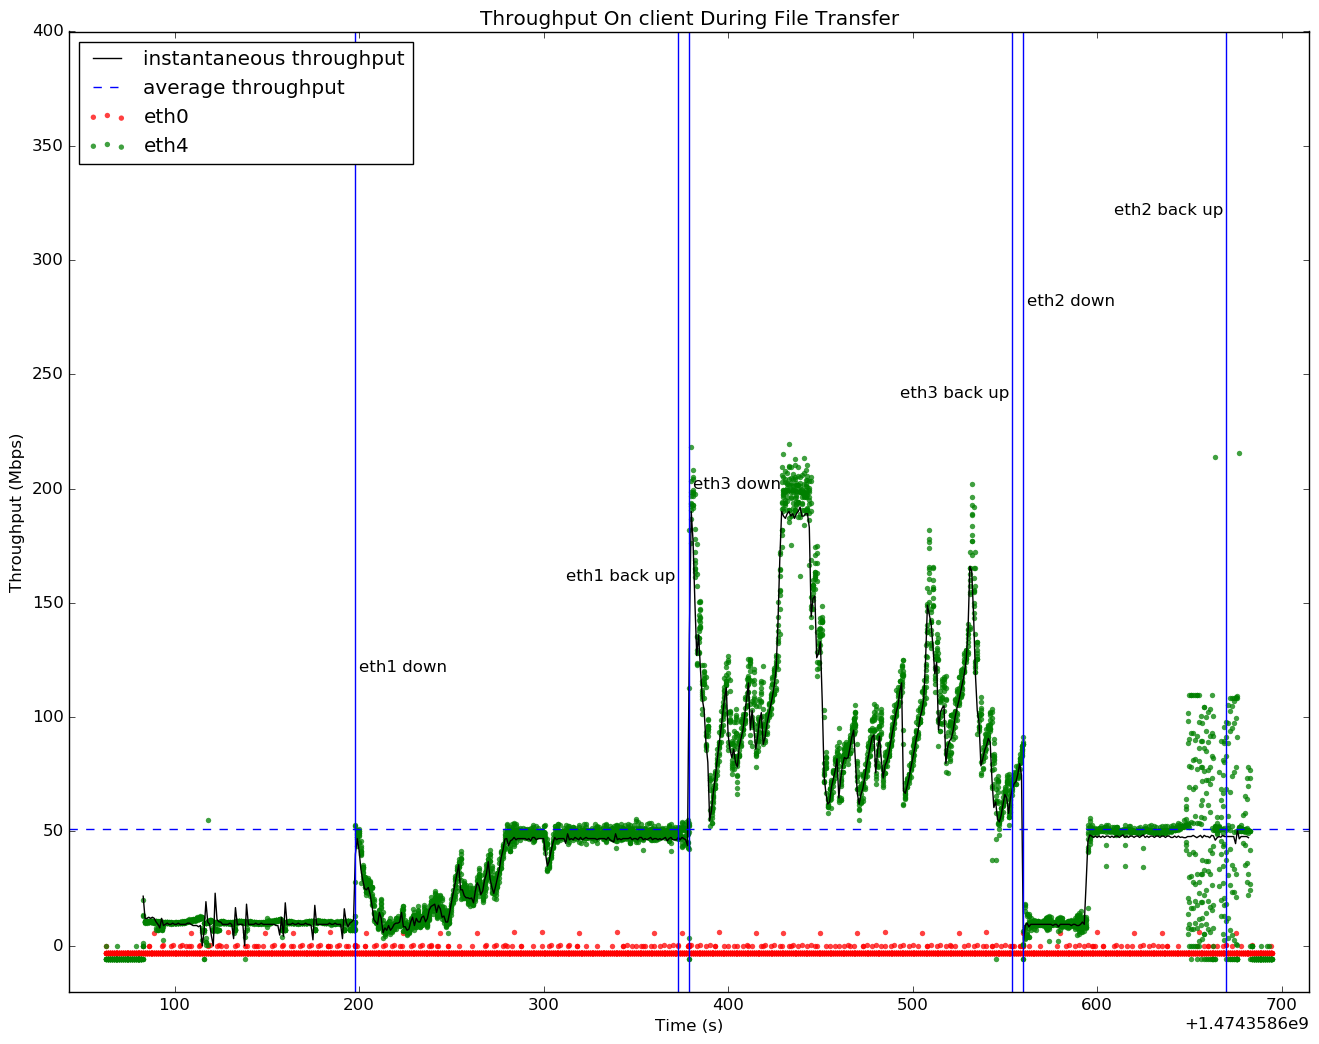 Throughput On client During File Transfer
400
350
300
250
200
150
100
50
0
Throughput (Mbps)
instantaneous throughput
average throughput
eth0
eth4
eth2 back up
eth2 down
eth3 back up
eth3 down
eth1 back up
eth1 down
100
200
300
400
500
600
700
Time (s)
+1.4743586e9